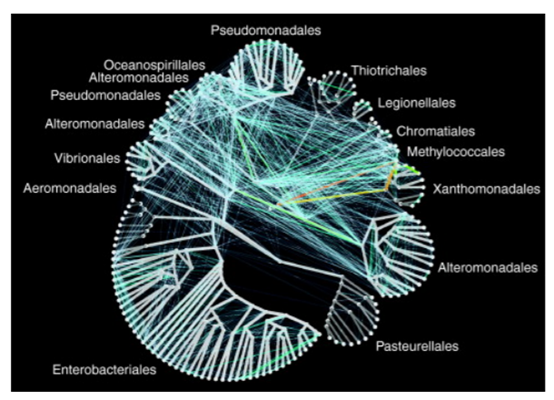 Pseudomonadales
Oceanospirillales
Alteromonadales
Pseudomonadales
Alteromonadales
Vibrionales
Aeromonadales
Enterobacteriales
Thiotrichales
Legionellales
Chromatiales
Methylococcales
Xanthomonadales
Alteromonadales
Pasteurellales